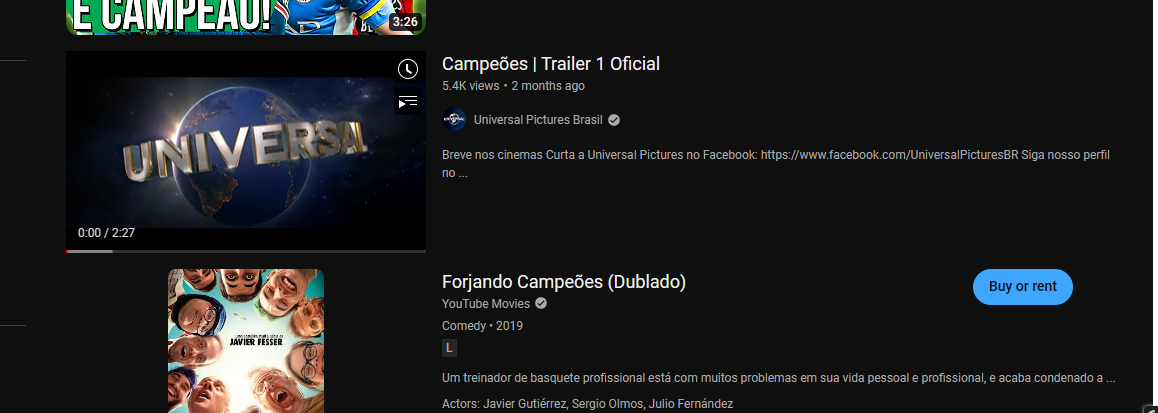 E CAMPEÃO!
3:26
UNIVERSAL
0:00 / 2:27
Campeões | Trailer 1 Oficial
5.4K views • 2 months ago
Universal Pictures Brasil
Breve nos cinemas Curta a Universal Pictures no Facebook: https://www.facebook.com/UniversalPicturesBR Siga nosso perfil
no ...
JAVIER FESSER
Forjando Campeões (Dublado)
Buy or rent
YouTube Movies
Comedy • 2019
L
Um treinador de basquete profissional está com muitos problemas em sua vida pessoal e profissional, e acaba condenado a ...
Actors: Javier Gutiérrez, Sergio Olmos, Julio Fernández